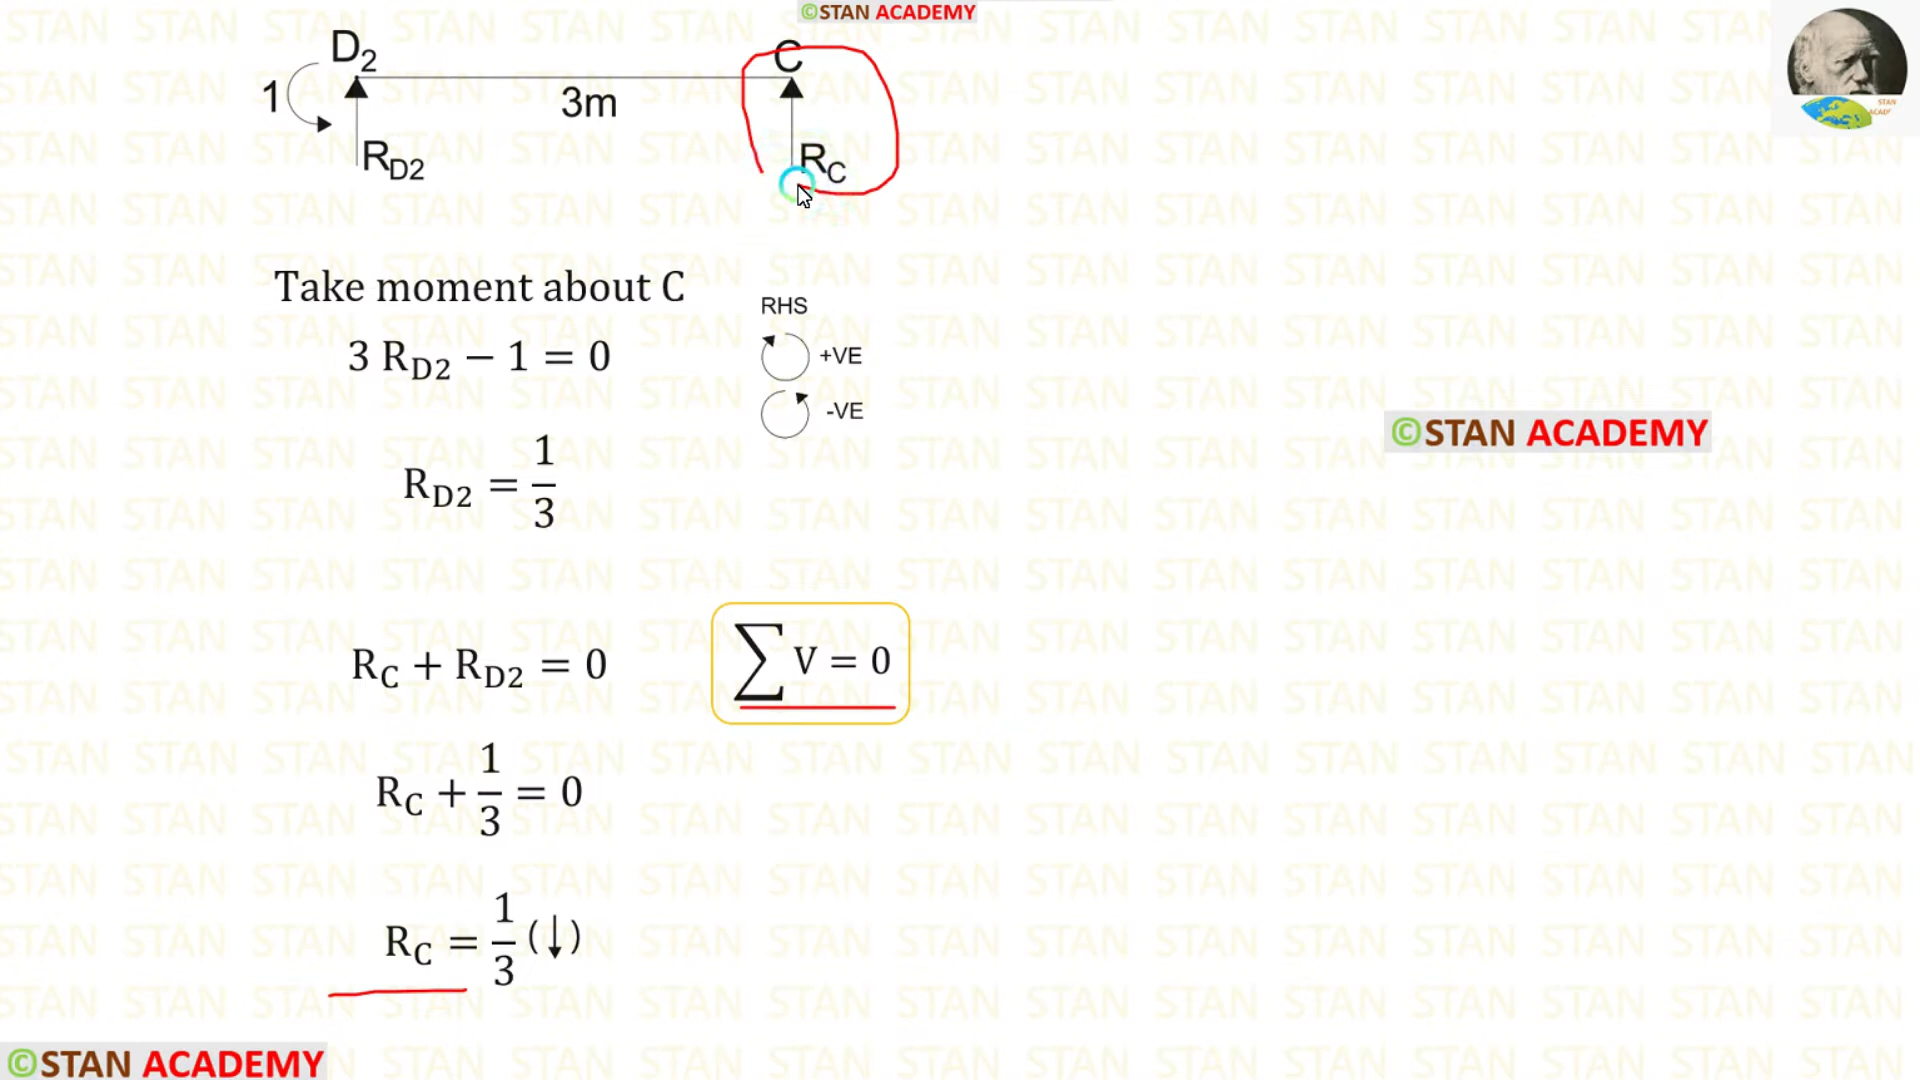 ©STAN ACADEMY
D2
C
1
3m
RD2
RC
Take moment about C
RHS
3 RD2 − 1 = 0
+VE
-VE
©STAN ACADEMY
RD2 = 1/3
RC + RD2 = 0
∑ V = 0
RC + 1/3 = 0
RC = 1/3 (↓)
©STAN ACADEMY